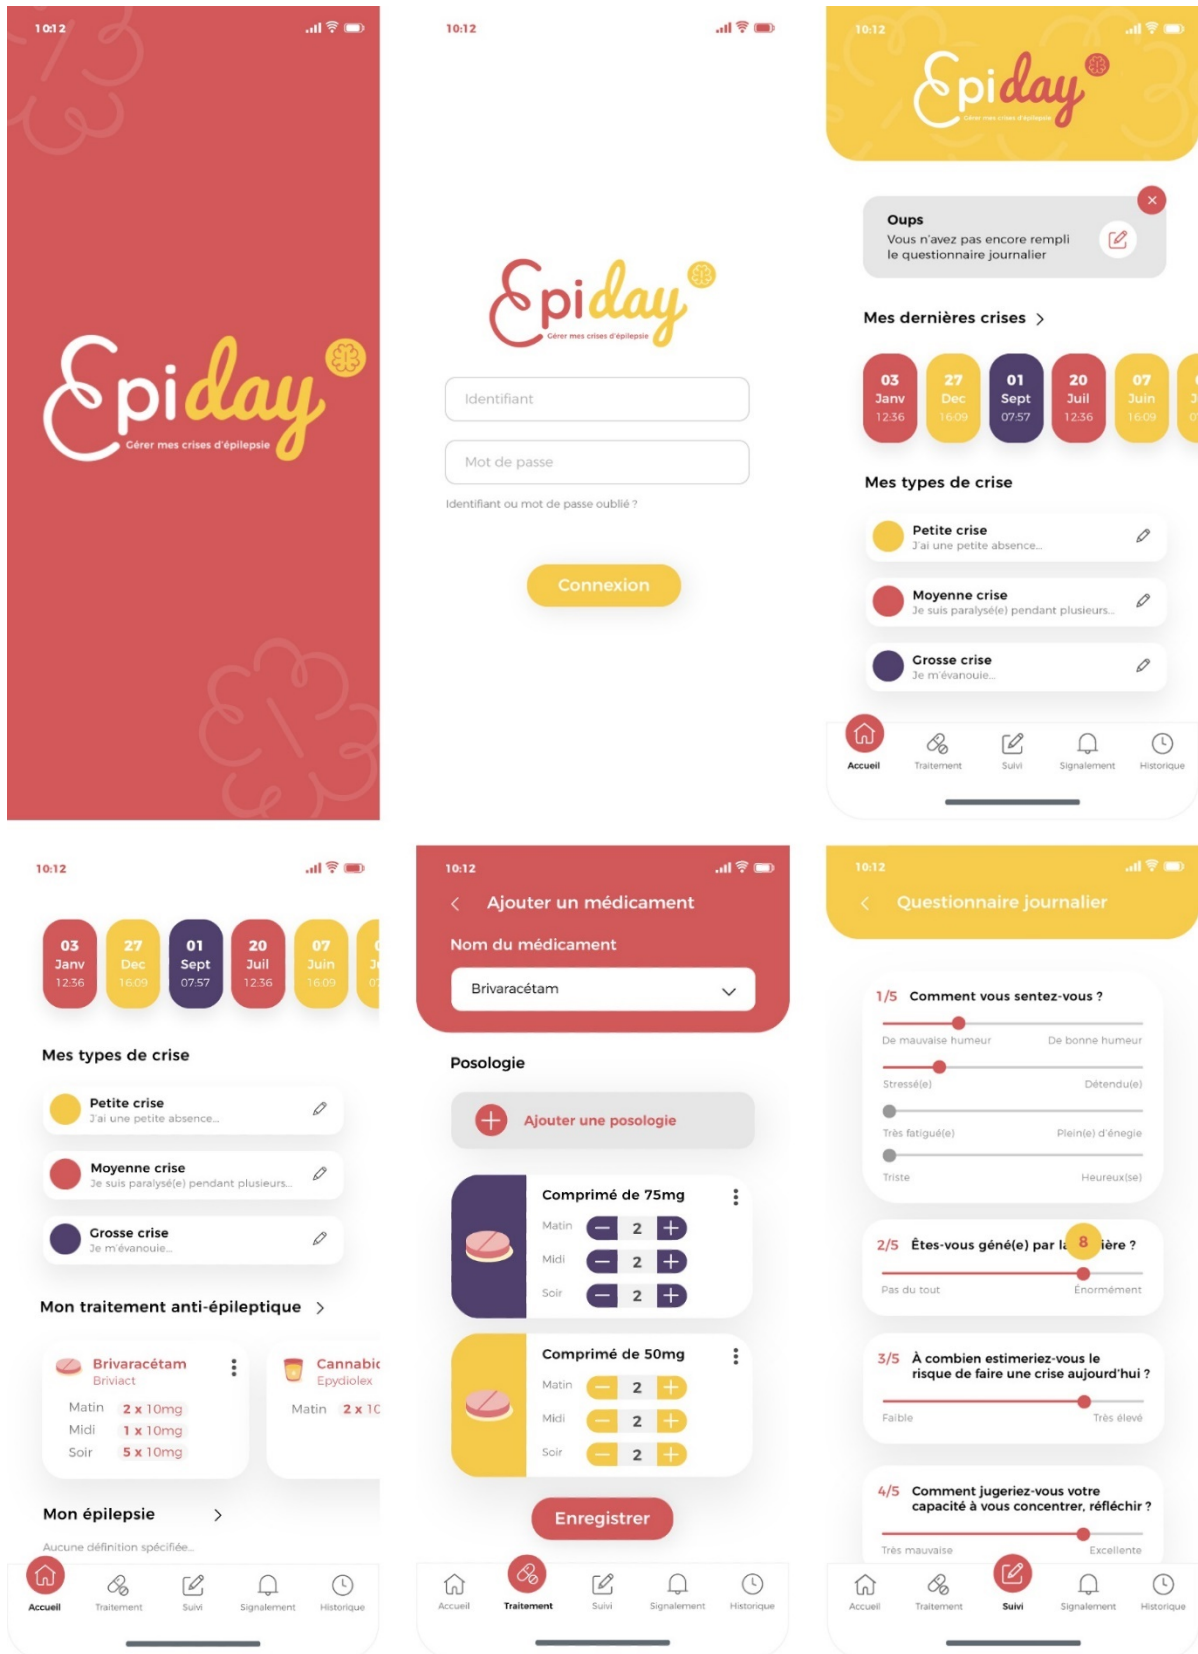 10:12
Epiday
Gérer mes crises d'épilepsie
10:12
Epiday
Gérer mes crises d'épilepsie
Identifiant
Mot de passe
Identifiant ou mot de passe oublié ?
Connexion
10:12
Epiday
Gérer mes crises d'épilepsie
Oups
Vous n'avez pas encore rempli
le questionnaire journalier
Mes dernières crises >
03 27 01 20 07
Janv Dec Sept Juil Juin
12:36 16:09 07:57 12:36 16:09
Mes types de crise
Petite crise
J'ai une petite absence...
Moyenne crise
Je suis paralysé(e) pendant plusieurs...
Grosse crise
Je m'évanouie...
Accueil Traitement Suivi Signalement Historique
10:12
03 27 01 20 07
Janv Dec Sept Juil Juin
12:36 16:09 07:57 12:36 16:09
Mes types de crise
Petite crise
J'ai une petite absence...
Moyenne crise
Je suis paralysé(e) pendant plusieurs...
Grosse crise
Je m'évanouie...
Mon traitement anti-épileptique >
Brivaracétam
Briviact
Matin 2 x 10mg
Midi 1 x 10mg
Soir 5 x 10mg
Cannabid
Epydiolex
Matin 2 x 10
Mon épilepsie >
Aucune définition spécifiée...
Accueil Traitement Suivi Signalement Historique
10:12
< Ajouter un médicament
Nom du médicament
Brivaracétam
Posologie
+ Ajouter une posologie
Comprimé de 75mg
Matin − 2 +
Midi − 2 +
Soir − 2 +
Comprimé de 50mg
Matin − 2 +
Midi − 2 +
Soir − 2 +
Enregistrer
Accueil Traitement Suivi Signalement Historique
10:12
< Questionnaire journalier
1/5 Comment vous sentez-vous ?
De mauvaise humeur De bonne humeur
Stressé(e) Détendu(e)
Très fatigué(e) Plein(e) d'énegie
Triste Heureux(se)
2/5 Êtes-vous géné(e) par la 8 ière ?
Pas du tout Énormément
3/5 À combien estimeriez-vous le
risque de faire une crise aujourd'hui ?
Faible Très élevé
4/5 Comment jugeriez-vous votre
capacité à vous concentrer, réfléchir ?
Très mauvaise Excellente
Accueil Traitement Suivi Signalement Historique